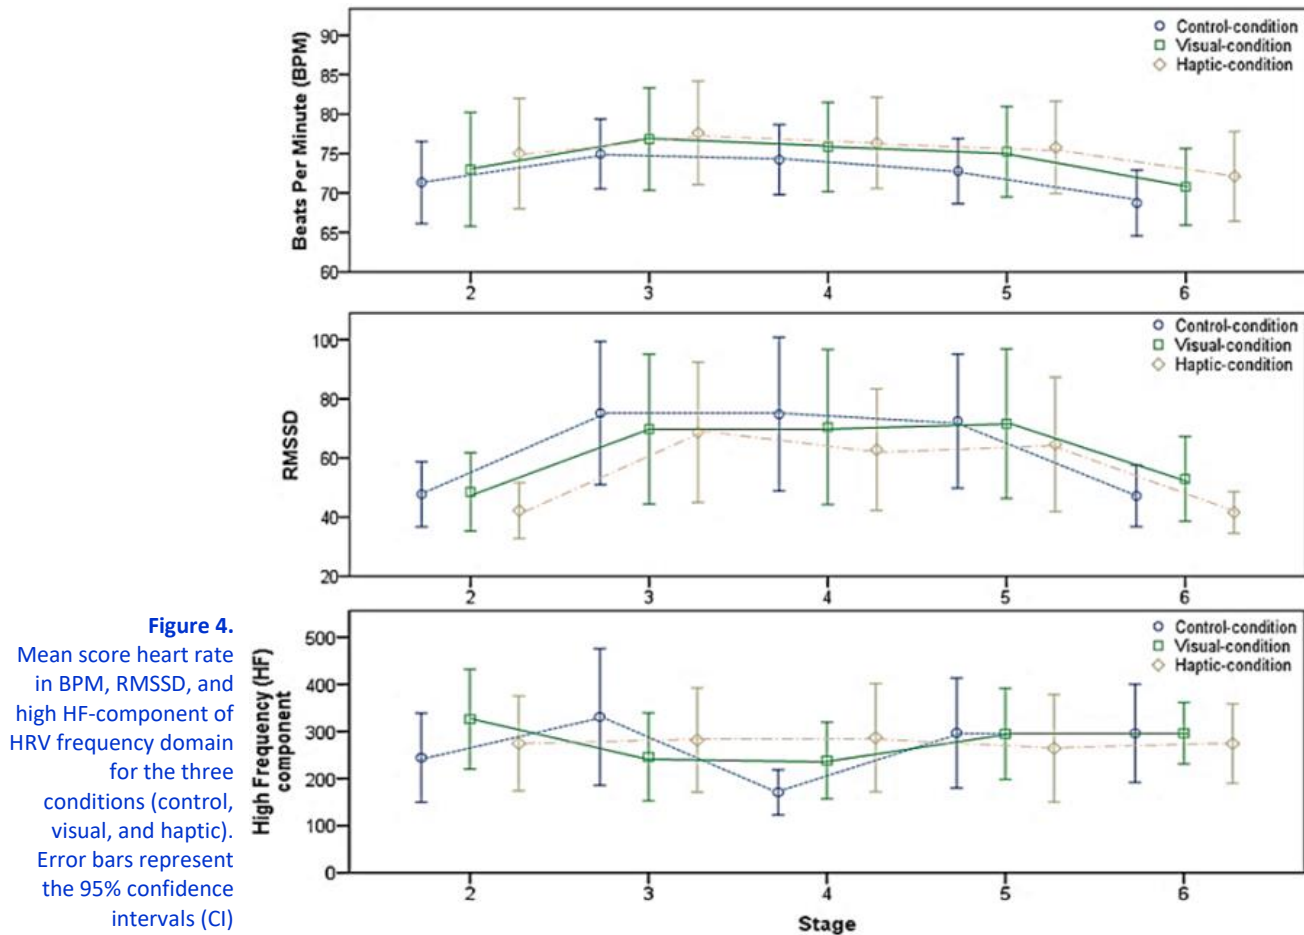 Beats Per Minute (BPM)
90
85
80
75
70
65
60
Control-condition
Visual-condition
Haptic-condition
2
3
4
5
6
RMSSD
100
80
60
40
20
Control-condition
Visual-condition
Haptic-condition
2
3
4
5
6
Figure 4.
Mean score heart rate
in BPM, RMSSD, and
high HF-component of
HRV frequency domain
for the three
conditions (control,
visual, and haptic).
Error bars represent
the 95% confidence
intervals (CI)
High Frequency (HF)
component
500
400
300
200
100
0
Control-condition
Visual-condition
Haptic-condition
2
3
4
5
6
Stage